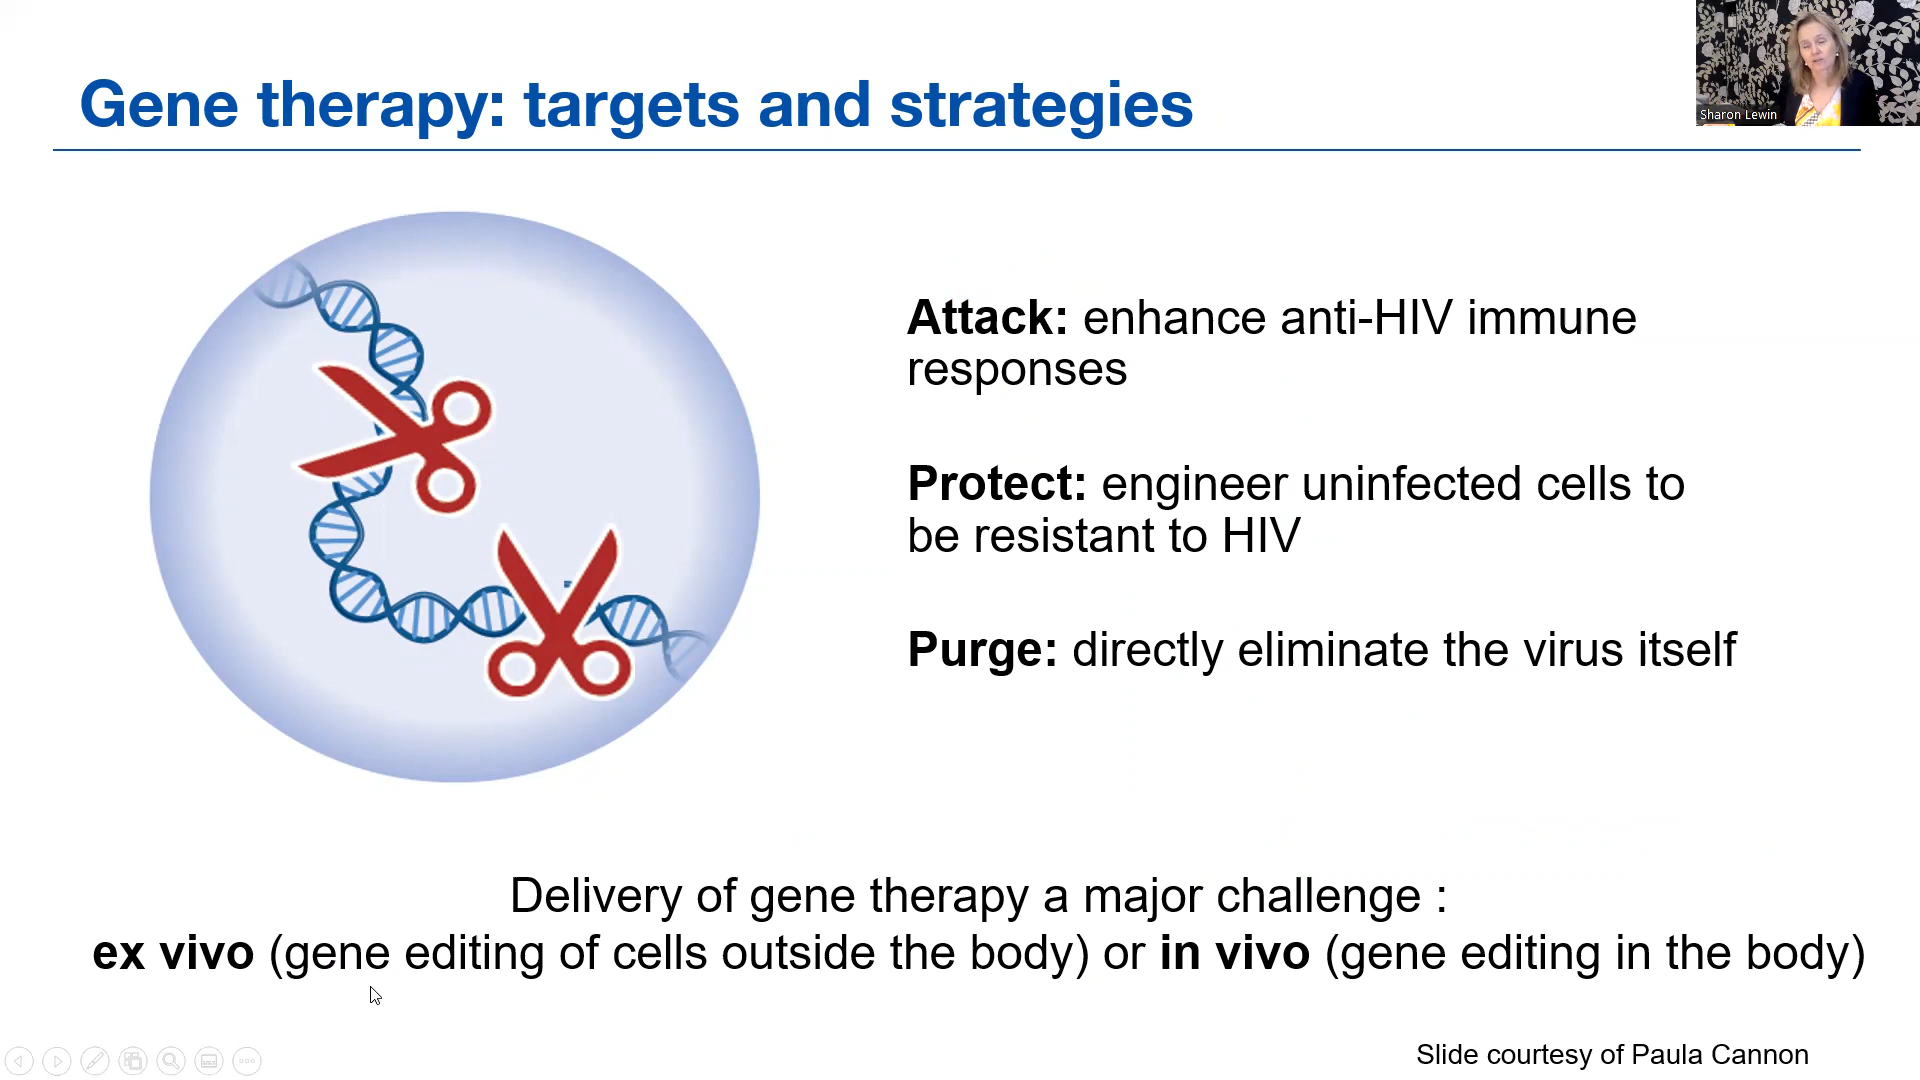 Gene therapy: targets and strategies
Sharon Lewin
Attack: enhance anti-HIV immune
responses
Protect: engineer uninfected cells to
be resistant to HIV
Purge: directly eliminate the virus itself
Delivery of gene therapy a major challenge :
ex vivo (gene editing of cells outside the body) or in vivo (gene editing in the body)
Slide courtesy of Paula Cannon